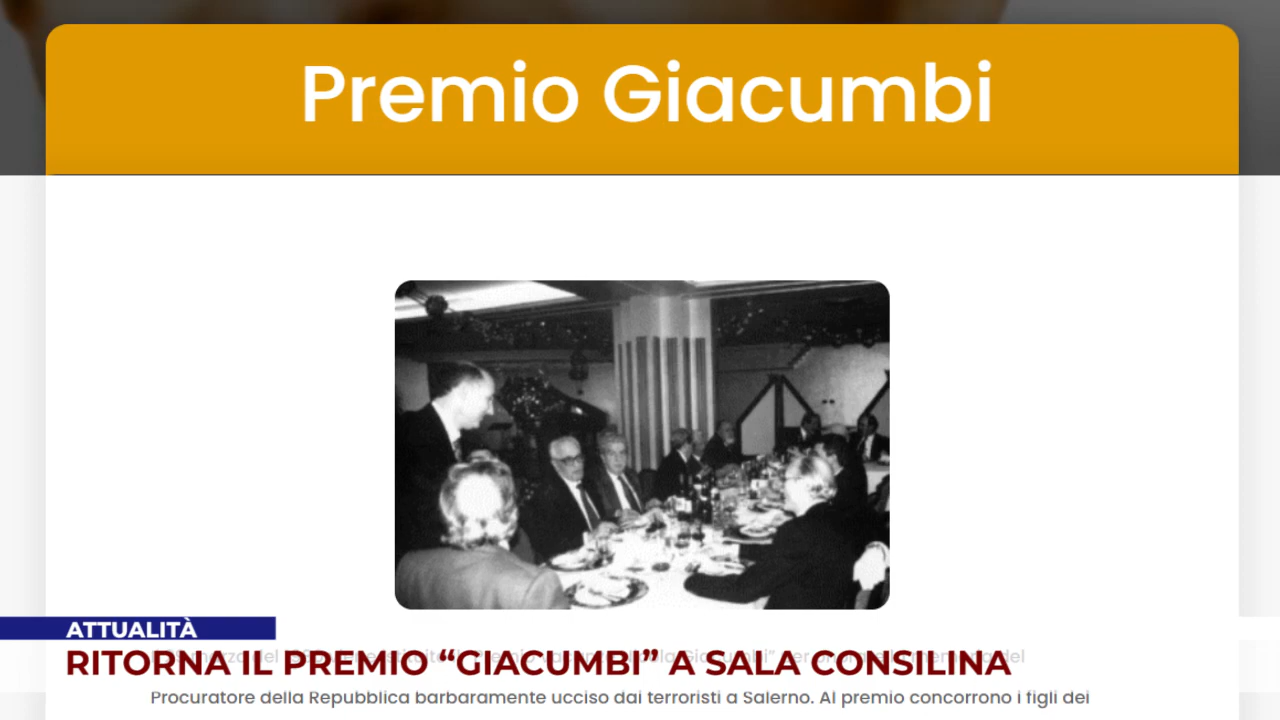 Premio Giacumbi
ATTUALITÀ
RITORNA IL PREMIO “GIACUMBI” A SALA CONSILINA
Procuratore della Repubblica barbaramente ucciso dai terroristi a Salerno. Al premio concorrono i figli dei